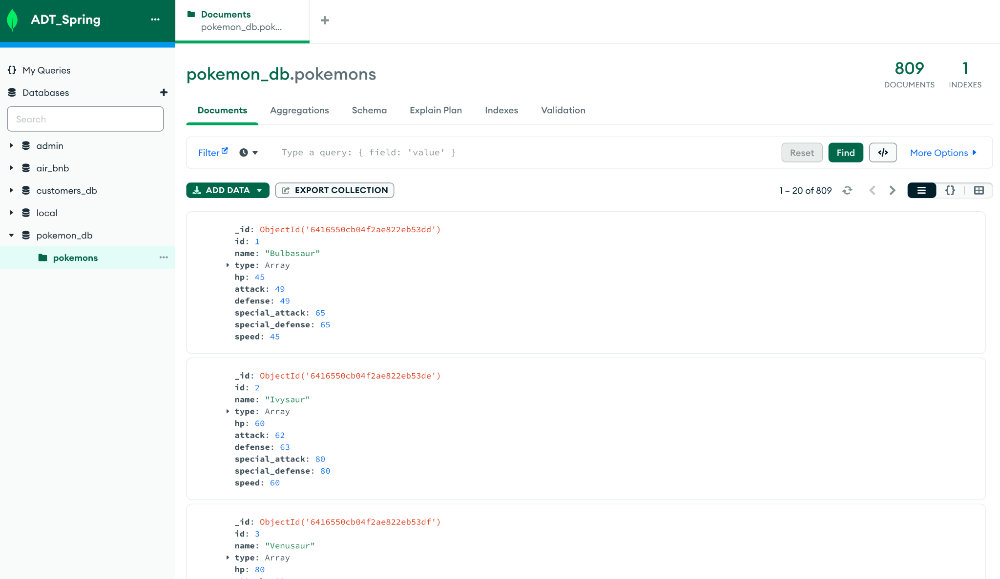 ADT_Spring
My Queries
Databases
Search
admin
air_bnb
customers_db
local
pokemon_db
pokemons
Documents
pokemon_db.pok...
pokemon_db.pokemons
809
DOCUMENTS
1
INDEXES
Documents Aggregations Schema Explain Plan Indexes Validation
Filter Type a query: { field: 'value' } Reset Find </> More Options
ADD DATA EXPORT COLLECTION 1 – 20 of 809 {}
_id: ObjectId('6416550cb04f2ae822eb53dd')
id: 1
name: "Bulbasaur"
type: Array
hp: 45
attack: 49
defense: 49
special_attack: 65
special_defense: 65
speed: 45
_id: ObjectId('6416550cb04f2ae822eb53de')
id: 2
name: "Ivysaur"
type: Array
hp: 60
attack: 62
defense: 63
special_attack: 80
special_defense: 80
speed: 60
_id: ObjectId('6416550cb04f2ae822eb53df')
id: 3
name: "Venusaur"
type: Array
hp: 80